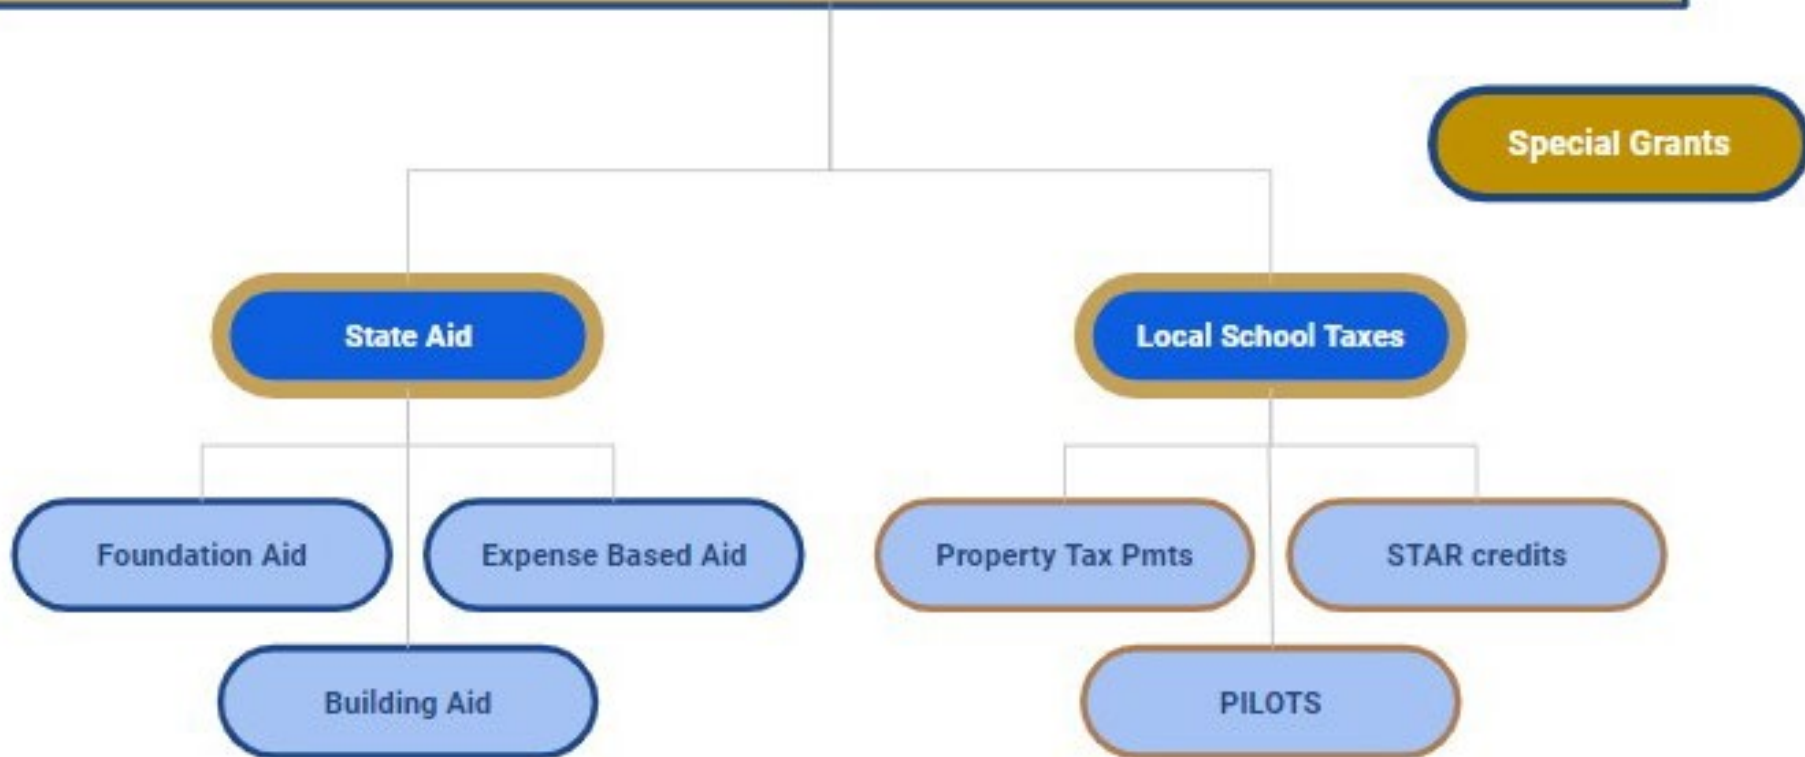 Special Grants
State Aid
Local School Taxes
Foundation Aid
Expense Based Aid
Property Tax Pmts
STAR credits
Building Aid
PILOTS